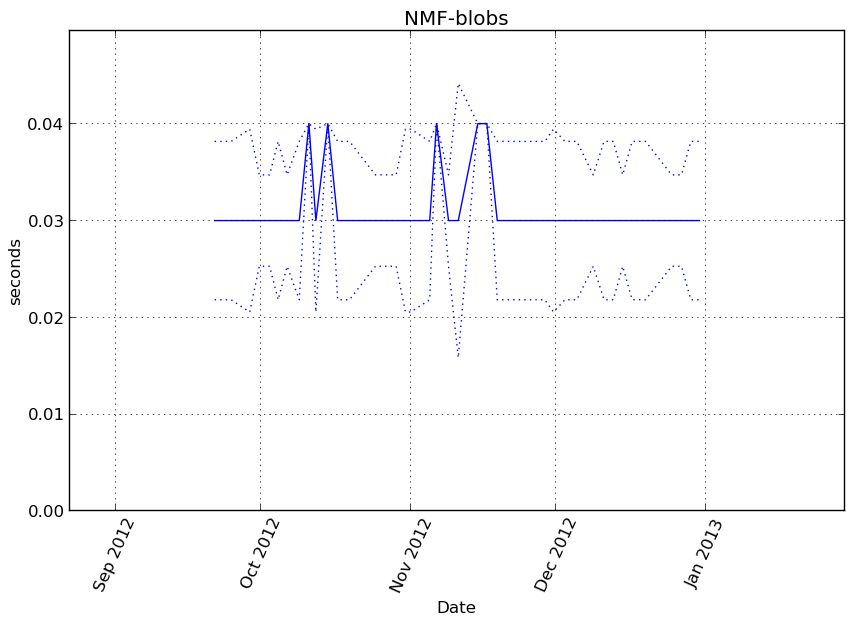 NMF-blobs
0.04
0.03
0.02
0.01
0.00
seconds
Sep 2012
Oct 2012
Nov 2012
Dec 2012
Jan 2013
Date